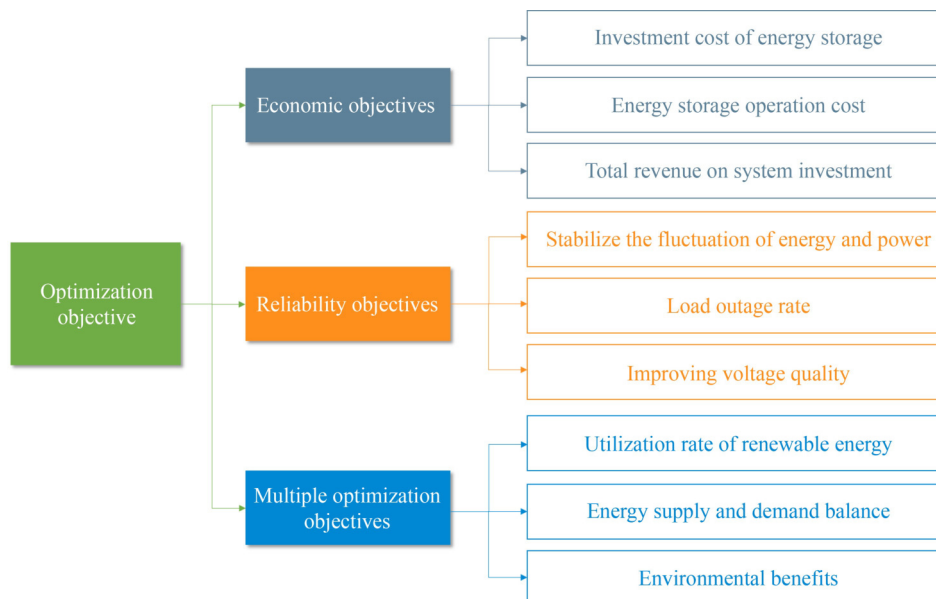 Optimization
objective
Economic objectives
Investment cost of energy storage
Energy storage operation cost
Total revenue on system investment
Reliability objectives
Stabilize the fluctuation of energy and power
Load outage rate
Improving voltage quality
Multiple optimization
objectives
Utilization rate of renewable energy
Energy supply and demand balance
Environmental benefits